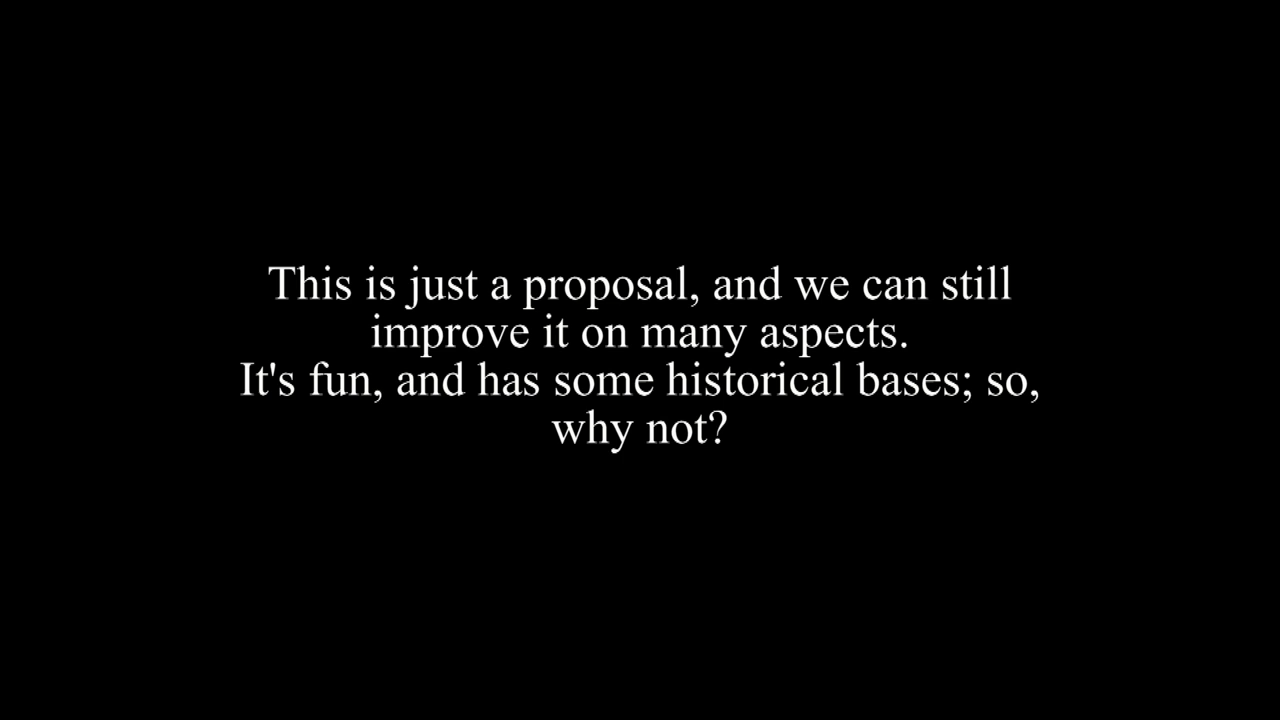 This is just a proposal, and we can still
improve it on many aspects.
It's fun, and has some historical bases; so,
why not?